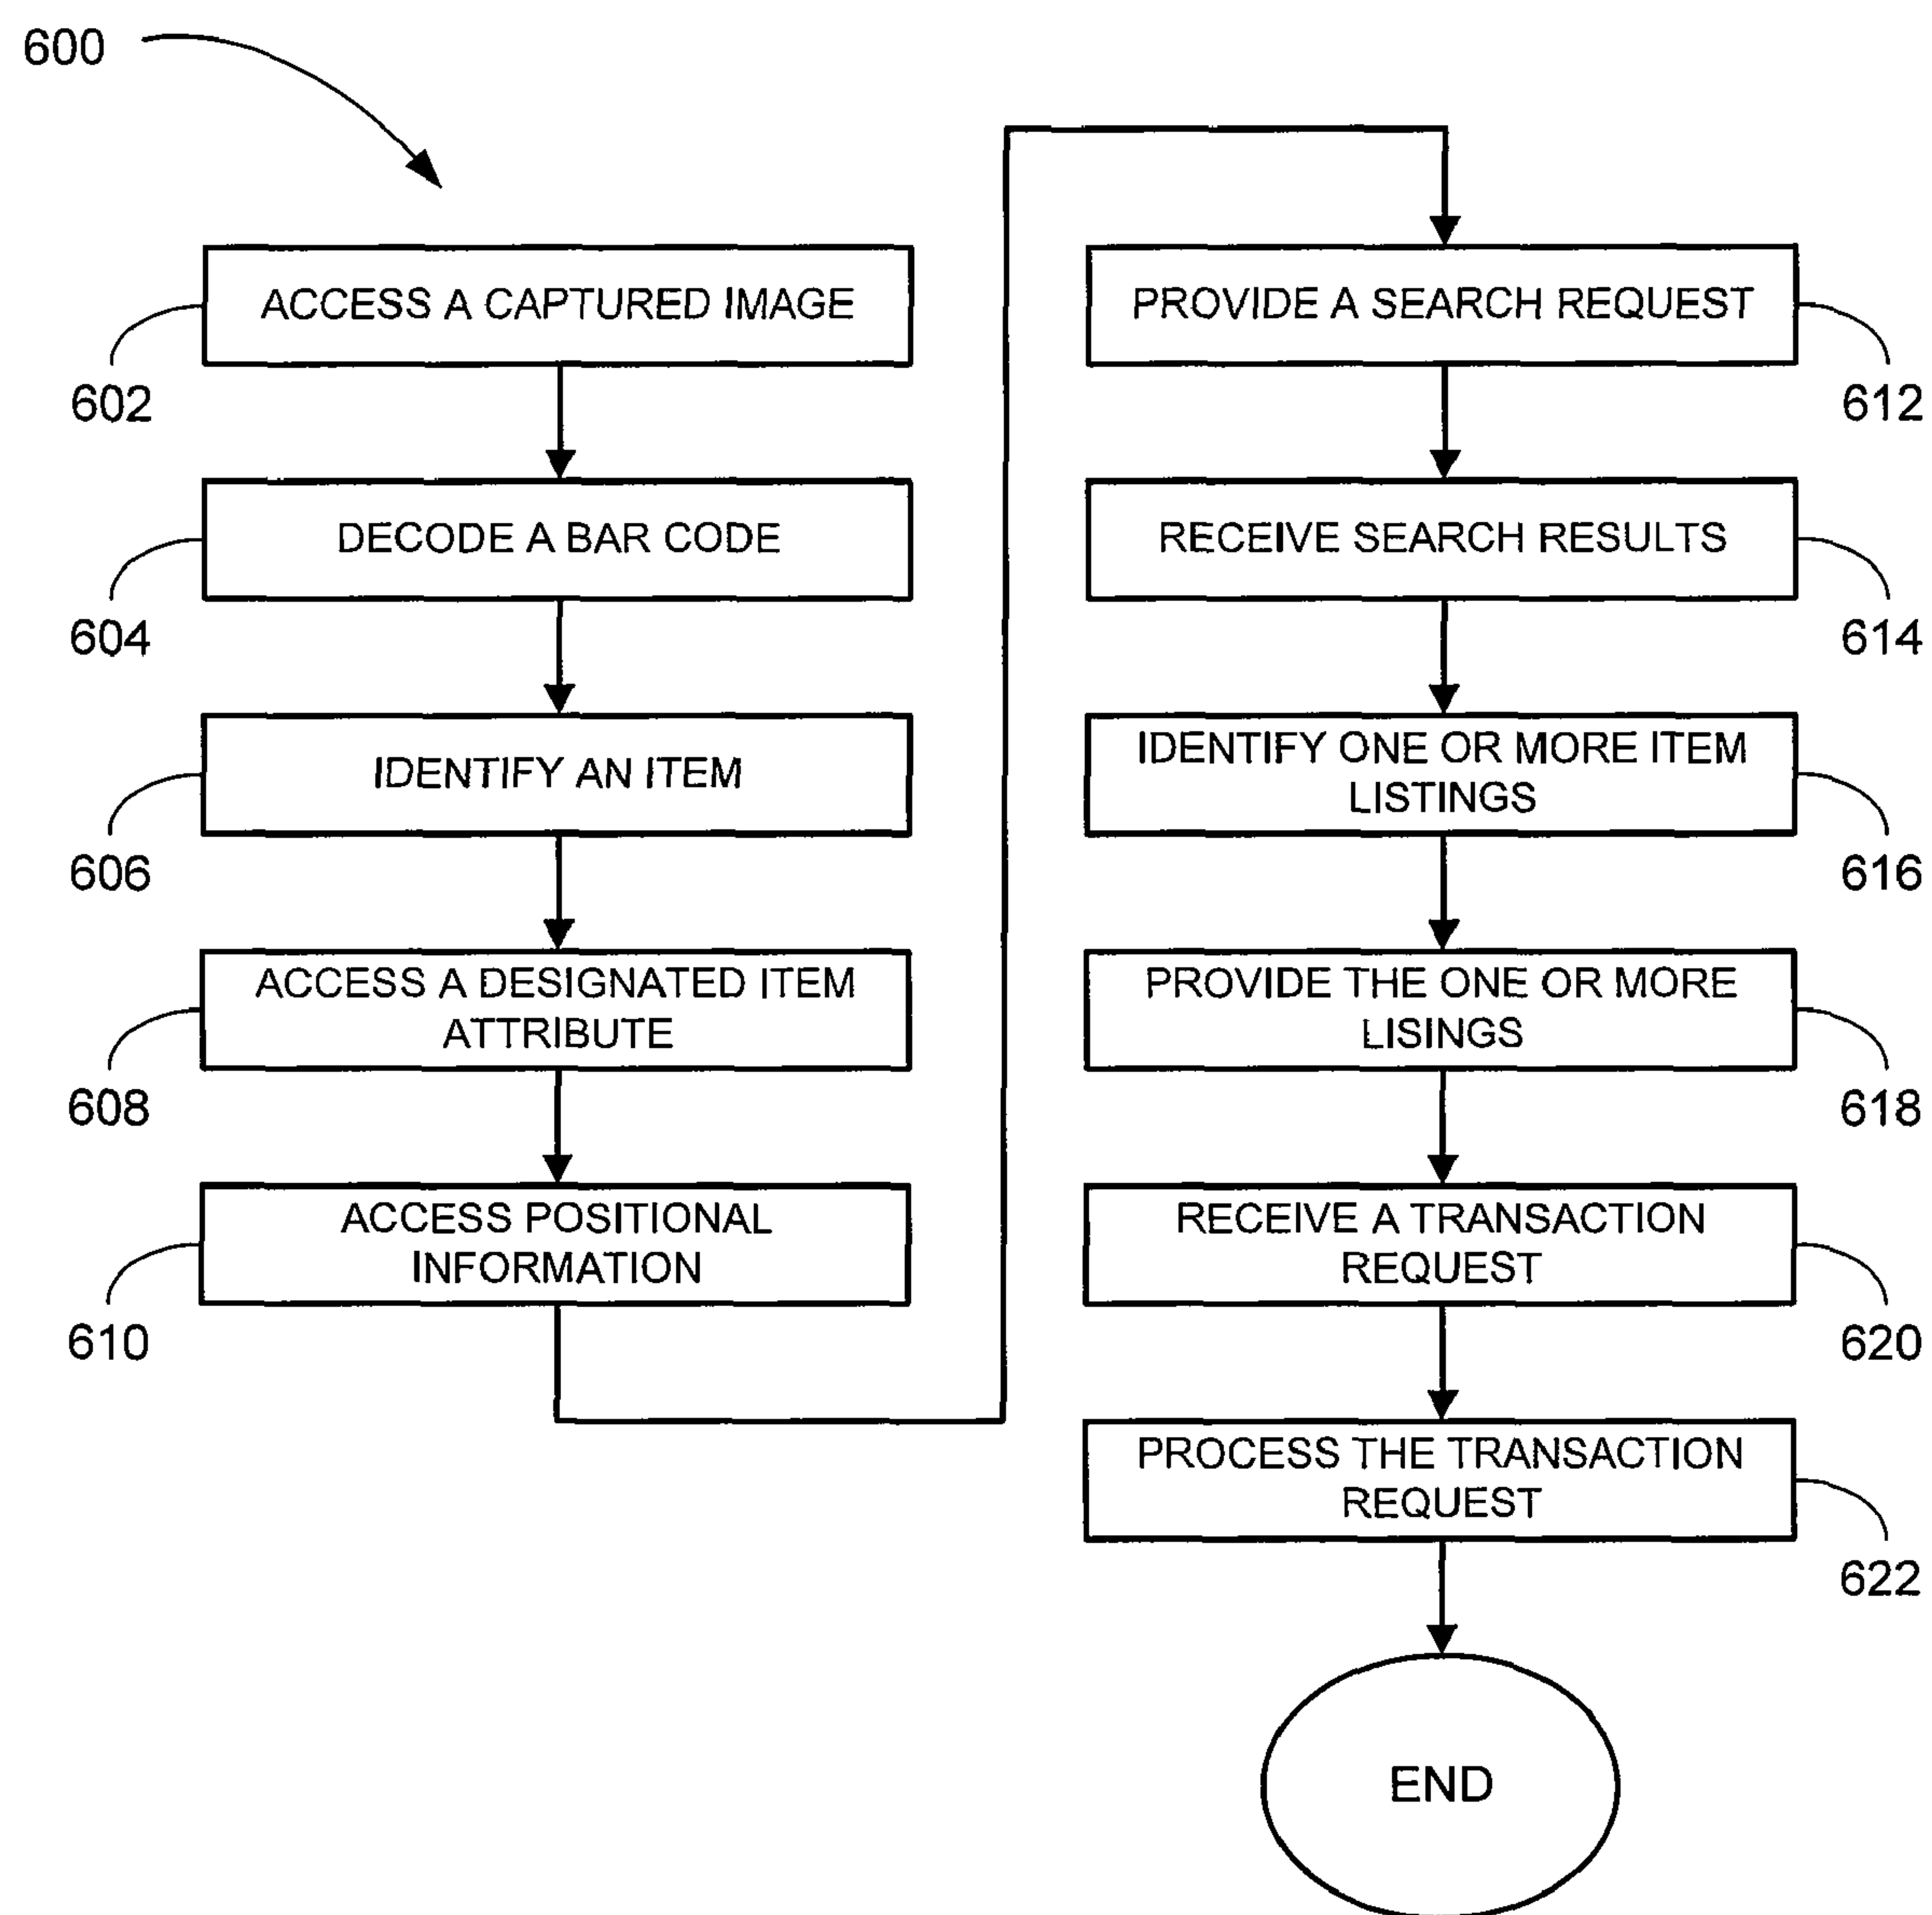 600
ACCESS A CAPTURED IMAGE
602
DECODE A BAR CODE
604
IDENTIFY AN ITEM
606
ACCESS A DESIGNATED ITEM
ATTRIBUTE
608
ACCESS POSITIONAL
INFORMATION
610
PROVIDE A SEARCH REQUEST
612
RECEIVE SEARCH RESULTS
614
IDENTIFY ONE OR MORE ITEM
LISTINGS
616
PROVIDE THE ONE OR MORE
LISINGS
618
RECEIVE A TRANSACTION
REQUEST
620
PROCESS THE TRANSACTION
REQUEST
622
END